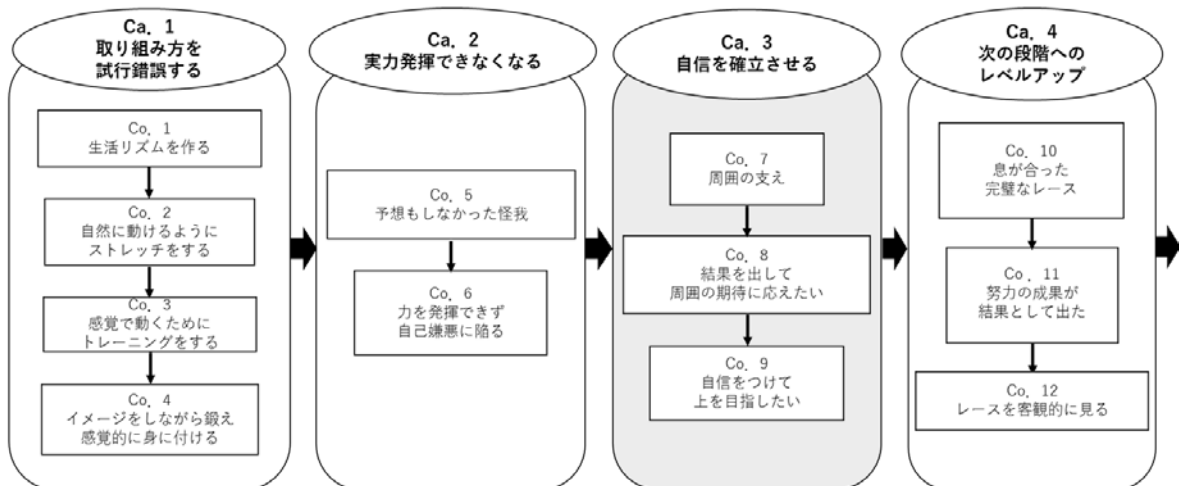 Ca. 1
取り組み方を
試行錯誤する
Co. 1
生活リズムを作る
Co. 2
自然に動けるように
ストレッチをする
Co. 3
感覚で動くために
トレーニングをする
Co. 4
イメージをしながら鍛え
感覚的に身に付ける
Ca. 2
実力発揮できなくなる
Co. 5
予想もしなかった怪我
Co. 6
力を発揮できず
自己嫌悪に陥る
Ca. 3
自信を確立させる
Co. 7
周囲の支え
Co. 8
結果を出して
周囲の期待に応えたい
Co. 9
自信をつけて
上を目指したい
Ca. 4
次の段階への
レベルアップ
Co. 10
息が合った
完璧なレース
Co . 11
努力の成果が
結果として出た
Co. 12
レースを客観的に見る